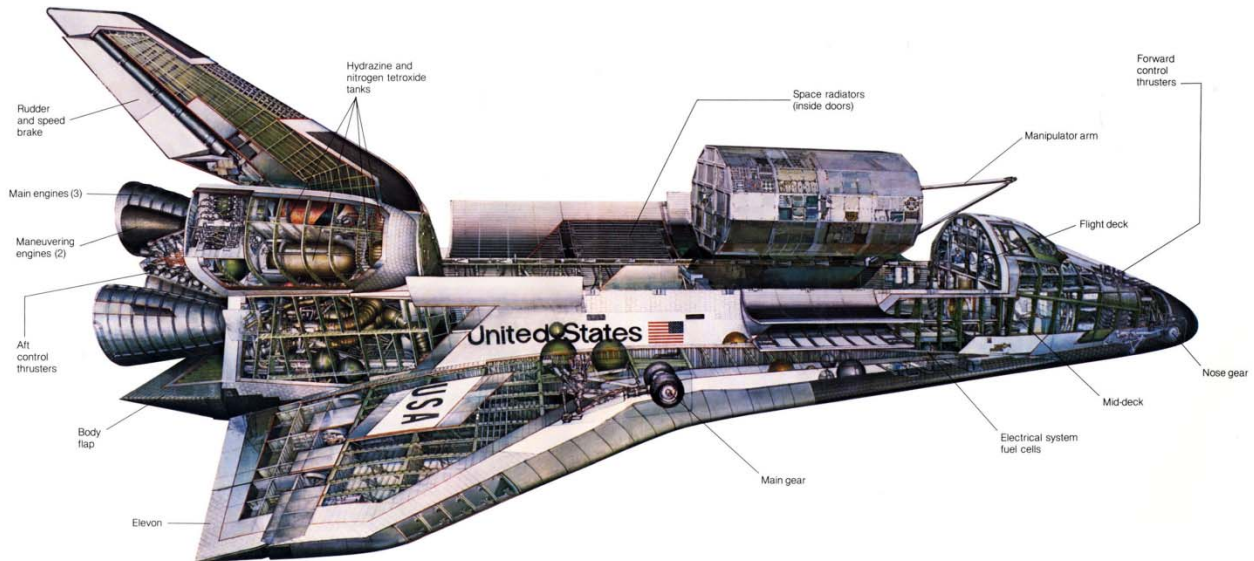 Hydrazine and
nitrogen tetroxide
tanks
Rudder
and speed
brake
Space radiators
(inside doors)
Forward
control
thrusters
Manipulator arm
Main engines (3)
Maneuvering
engines (2)
Flight deck
Aft
control
thrusters
United States
USA
Nose gear
Mid-deck
Body
flap
Electrical system
fuel cells
Main gear
Elevon